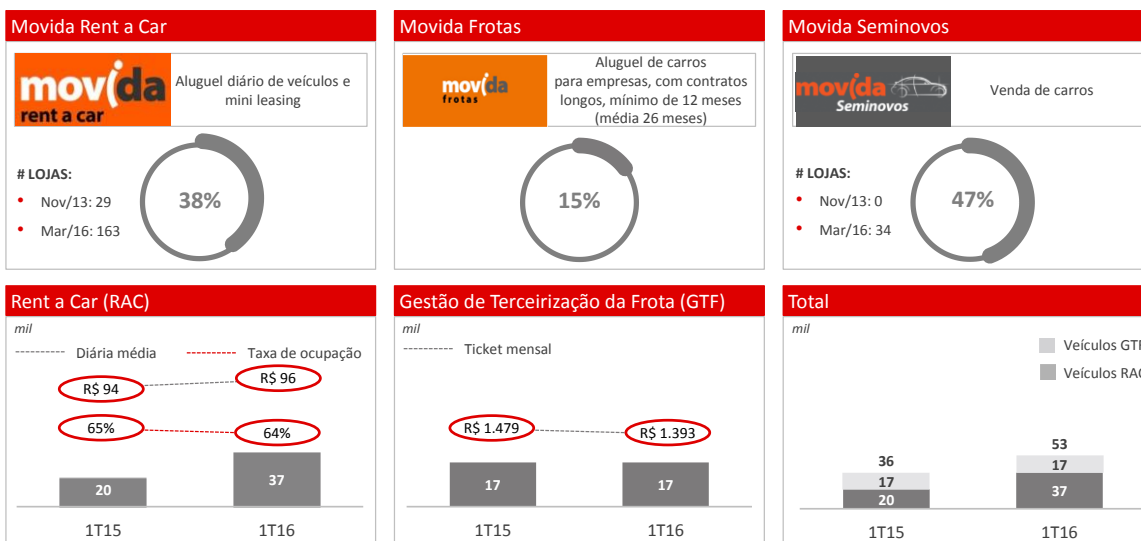 Movida Rent a Car
movida
rent a car
Aluguel diário de veículos e
mini leasing
# LOJAS:
• Nov/13: 29
• Mar/16: 163
38%
Movida Frotas
movida
frotas
Aluguel de carros
para empresas, com contratos
longos, mínimo de 12 meses
(média 26 meses)
15%
Movida Seminovos
movida
Seminovos
Venda de carros
# LOJAS:
• Nov/13: 0
• Mar/16: 34
47%
Rent a Car (RAC)
mil
Diária média
Taxa de ocupação
R$ 94
R$ 96
65%
64%
20
37
1T15
1T16
Gestão de Terceirização da Frota (GTF)
mil
Ticket mensal
R$ 1.479
R$ 1.393
17
17
1T15
1T16
Total
mil
Veículos GTF
Veículos RAC
36
53
17
17
20
37
1T15
1T16